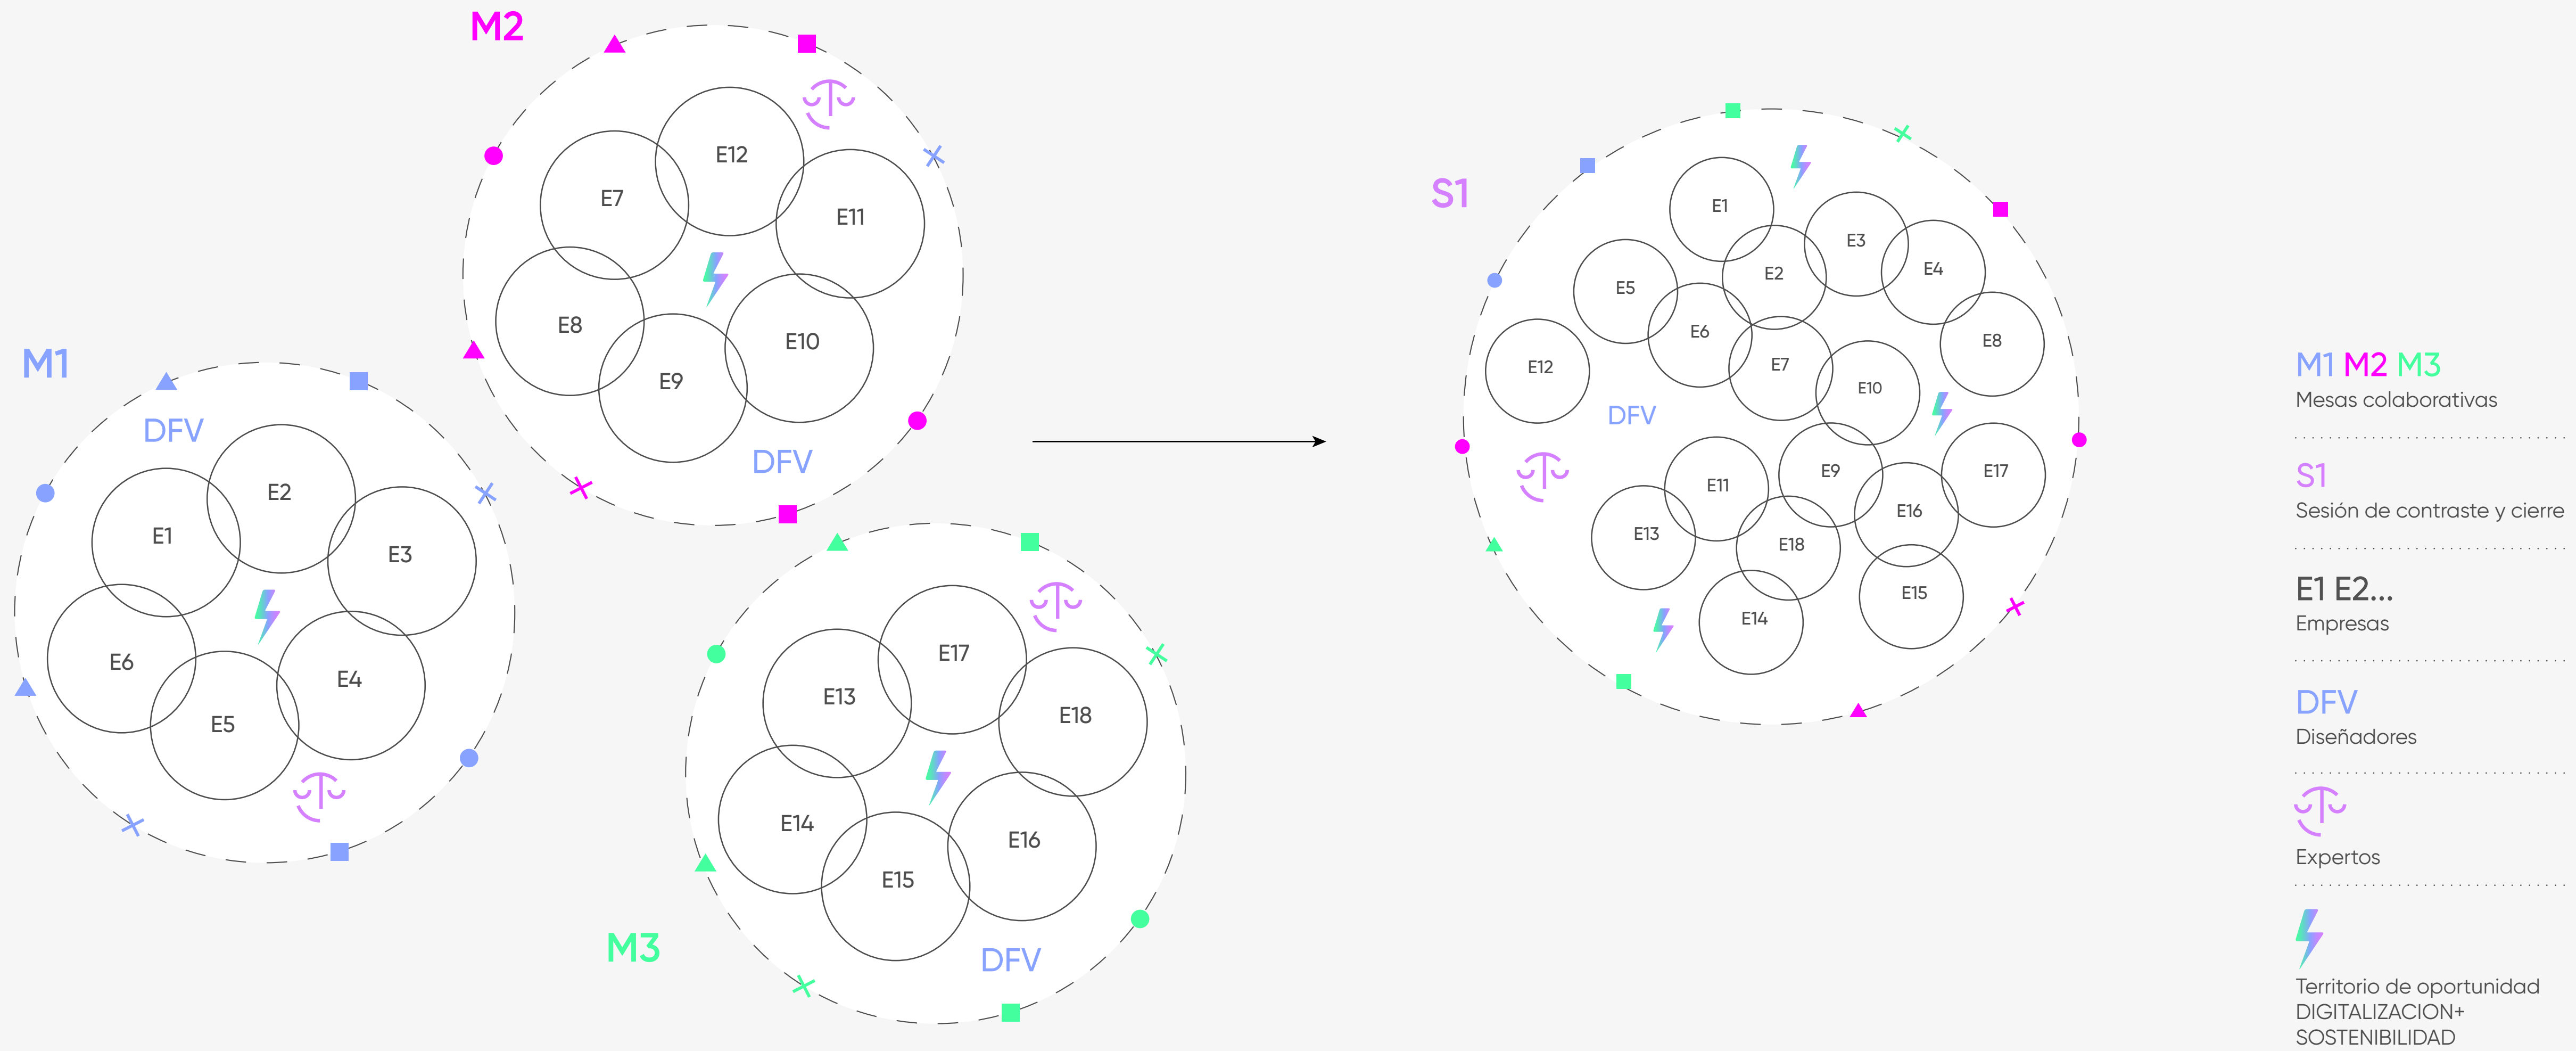 M1
DFV
E1
E2
E3
E6
E5
E4
M2
E7
E12
E11
E8
E9
E10
DFV
M3
E13
E17
E18
E14
E15
E16
DFV
S1
E1
E3
E2
E4
E5
E6
E7
E8
E12
E10
DFV
E11
E9
E17
E13
E18
E16
E14
E15
M1 M2 M3
Mesas colaborativas
S1
Sesión de contraste y cierre
E1 E2...
Empresas
DFV
Diseñadores
Expertos
Territorio de oportunidad
DIGITALIZACION+
SOSTENIBILIDAD